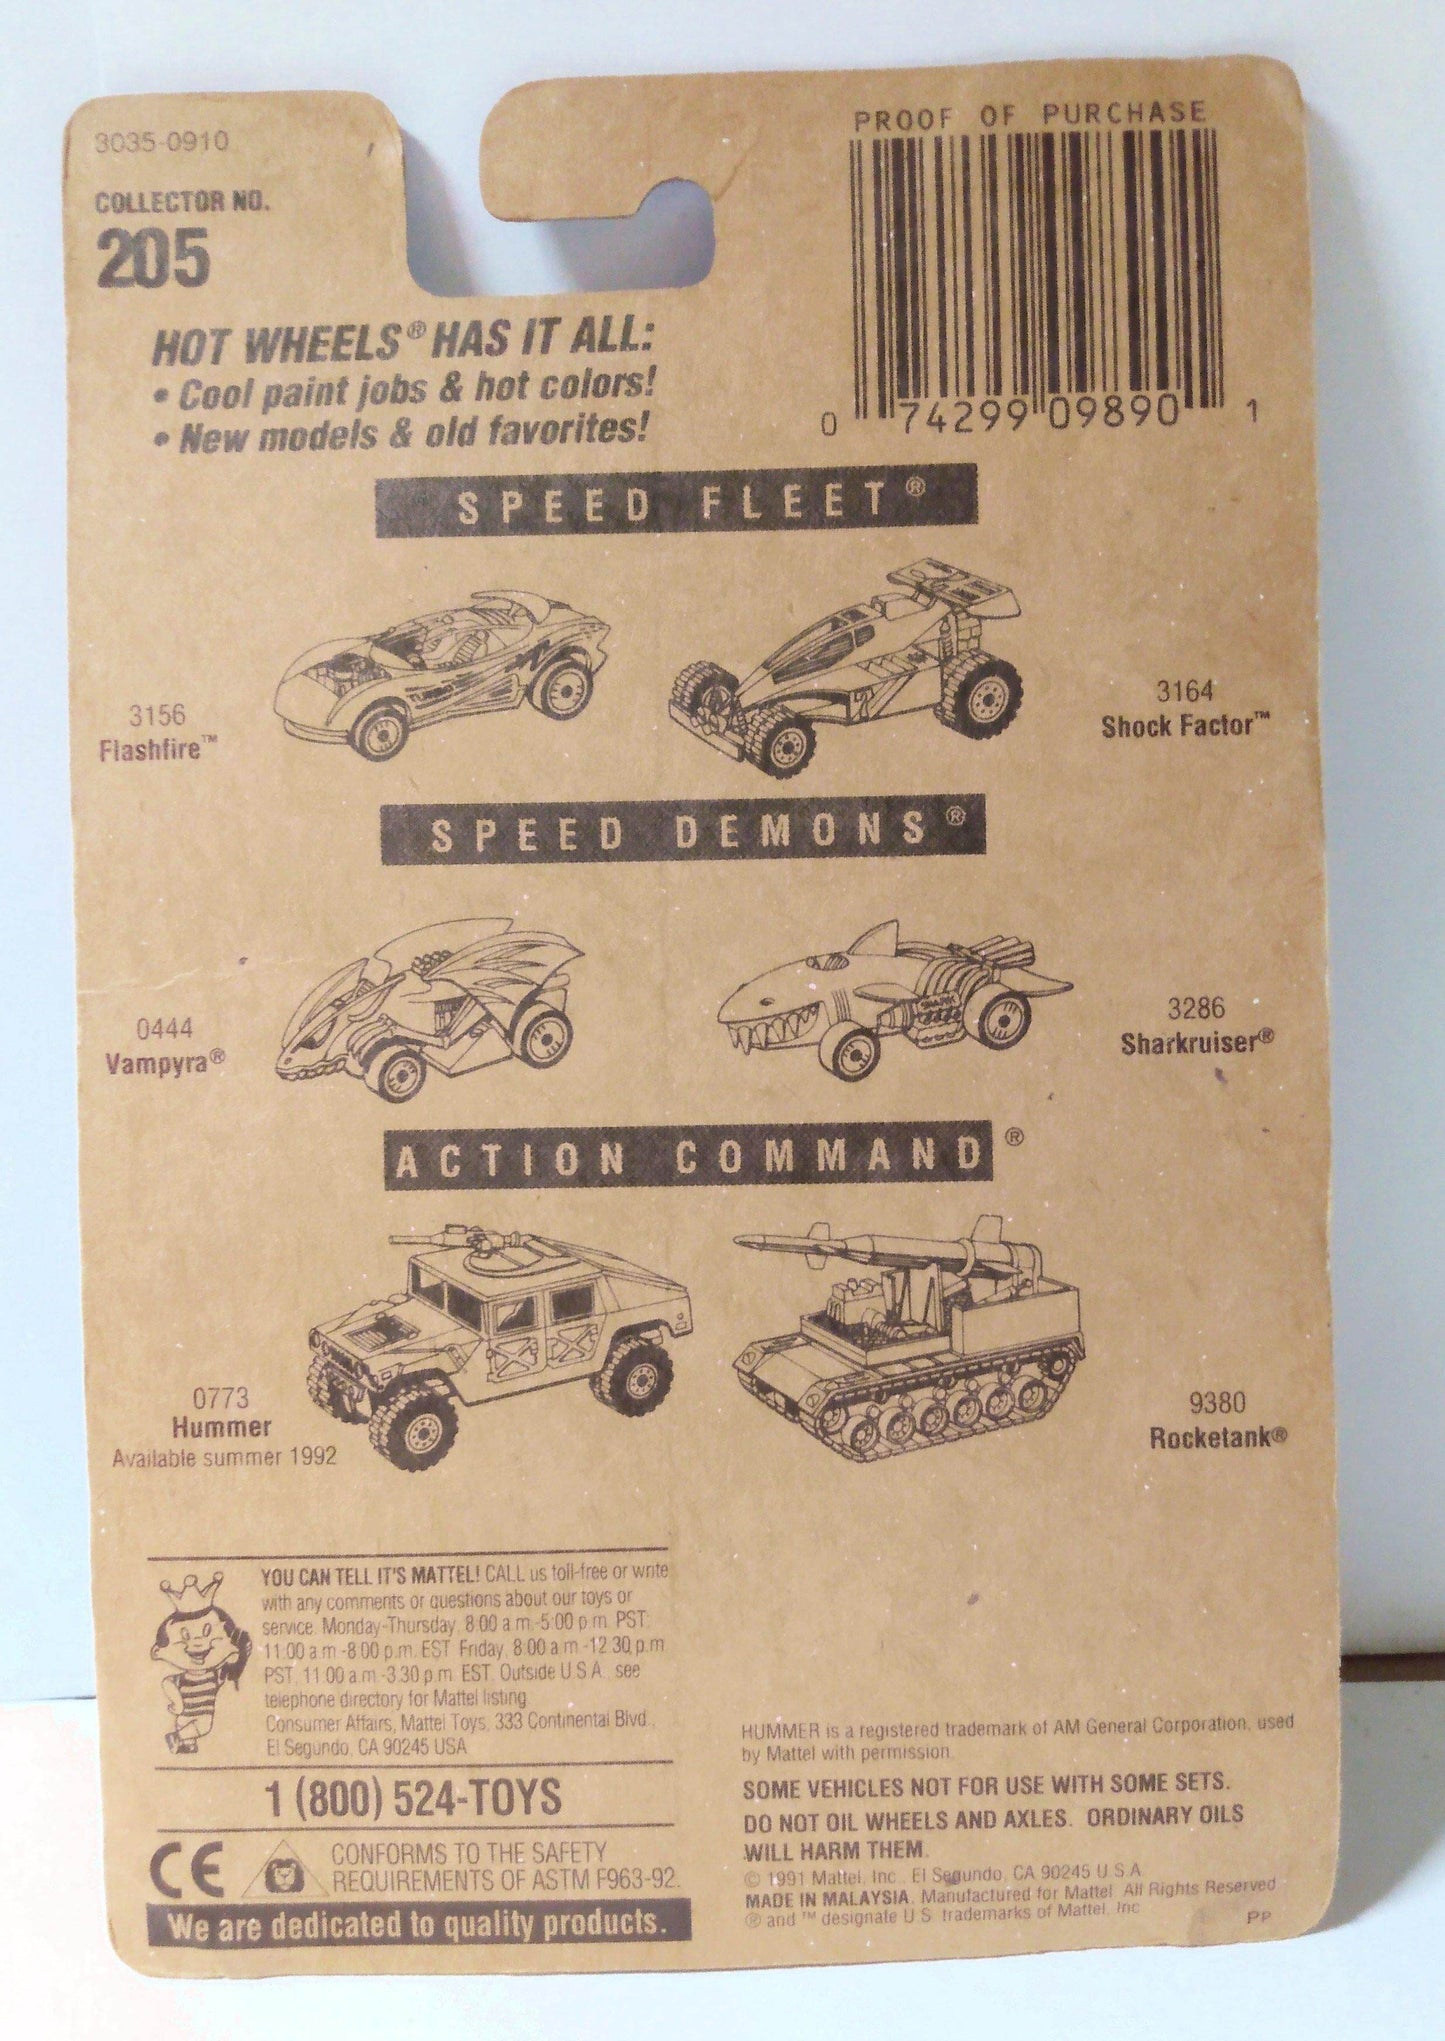 3035-0910
COLLECTOR NO.
205
PROOF OF PURCHASE
0 74299 09890 1
HOT WHEELS® HAS IT ALL:
• Cool paint jobs & hot colors!
• New models & old favorites!
SPEED FLEET®
3156
Flashfire™
TURBO
3164
Shock Factor™
SPEED DEMONS®
0444
Vampyra®
SHARK
3286
Sharkruiser®
ACTION COMMAND®
0773
Hummer
Available summer 1992
9380
Rocketank®
YOU CAN TELL IT'S MATTEL! CALL us toll-free or write
with any comments or questions about our toys or
service. Monday-Thursday, 8:00 a.m.-5:00 p.m. PST;
11:00 a.m.-8:00 p.m. EST. Friday, 8:00 a.m.-12:30 p.m.
PST, 11:00 a.m.-3:30 p.m. EST. Outside U.S.A. see
telephone directory for Mattel listing.
Consumer Affairs, Mattel Toys, 333 Continental Blvd.,
El Segundo, CA 90245 USA
1 (800) 524-TOYS
CE
CONFORMS TO THE SAFETY
REQUIREMENTS OF ASTM F963-92.
We are dedicated to quality products.
HUMMER is a registered trademark of AM General Corporation, used
by Mattel with permission.
SOME VEHICLES NOT FOR USE WITH SOME SETS.
DO NOT OIL WHEELS AND AXLES. ORDINARY OILS
WILL HARM THEM.
© 1991 Mattel, Inc., El Segundo, CA 90245 U.S.A.
MADE IN MALAYSIA. Manufactured for Mattel. All Rights Reserved.
® and ™ designate U.S. trademarks of Mattel, Inc.
PP